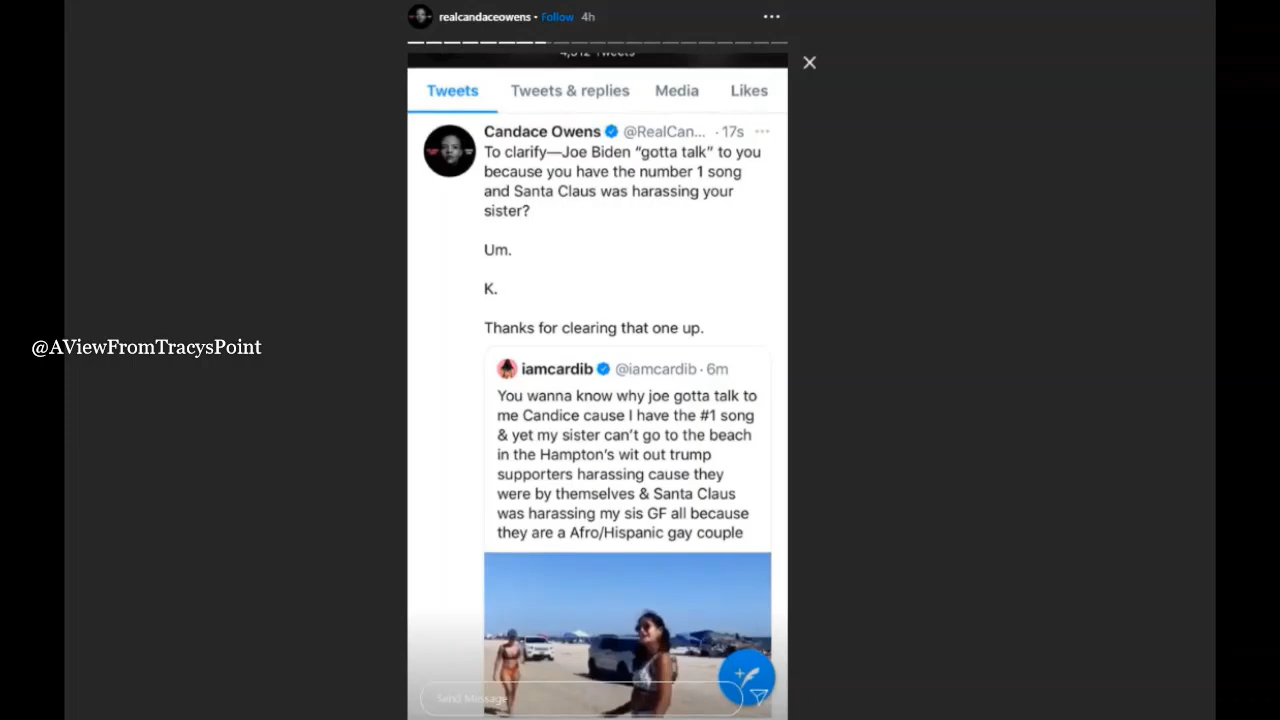 realcandaceowens • Follow 4h
4,512 Tweets
Tweets Tweets & replies Media Likes
Candace Owens @RealCan... · 17s
To clarify—Joe Biden “gotta talk” to you
because you have the number 1 song
and Santa Claus was harassing your
sister?
Um.
K.
Thanks for clearing that one up.
@AViewFromTracysPoint
iamcardib @iamcardib · 6m
You wanna know why joe gotta talk to
me Candice cause I have the #1 song
& yet my sister can’t go to the beach
in the Hampton’s wit out trump
supporters harassing cause they
were by themselves & Santa Claus
was harassing my sis GF all because
they are a Afro/Hispanic gay couple
Send Message